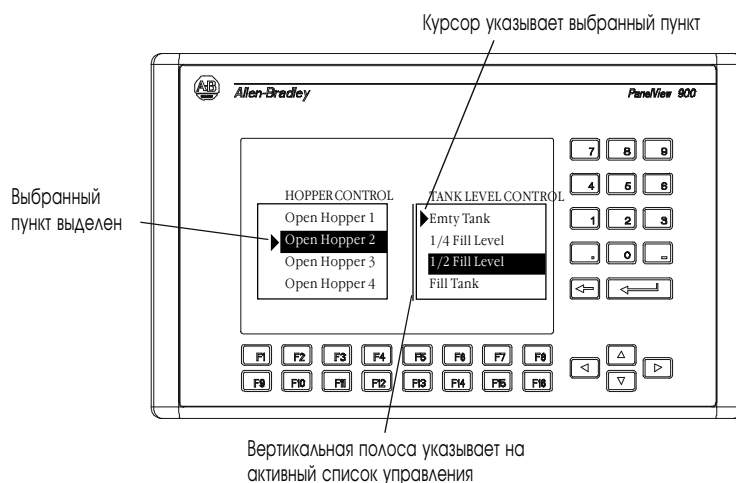 Курсор указывает выбранный пункт
AB
Allen-Bradley
PanelView 900
Выбранный
пункт выделен
HOPPER CONTROL
Open Hopper 1
Open Hopper 2
Open Hopper 3
Open Hopper 4
TANK LEVEL CONTROL
Emty Tank
1/4 Fill Level
1/2 Fill Level
Fill Tank
7 8 9
4 5 6
1 2 3
. 0 -
F1 F2 F3 F4 F5 F6 F7 F8
F9 F10 F11 F12 F13 F14 F15 F16
Вертикальная полоса указывает на
активный список управления